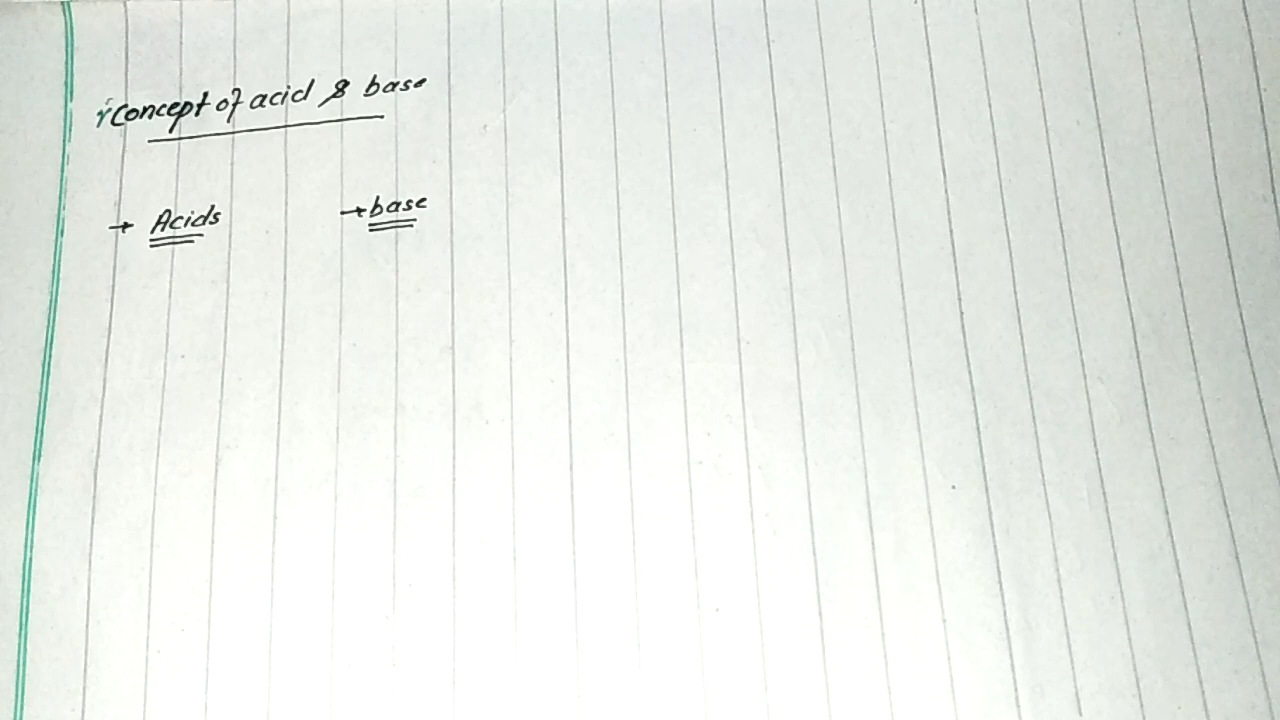 Concept of acid & base
→ Acids → base